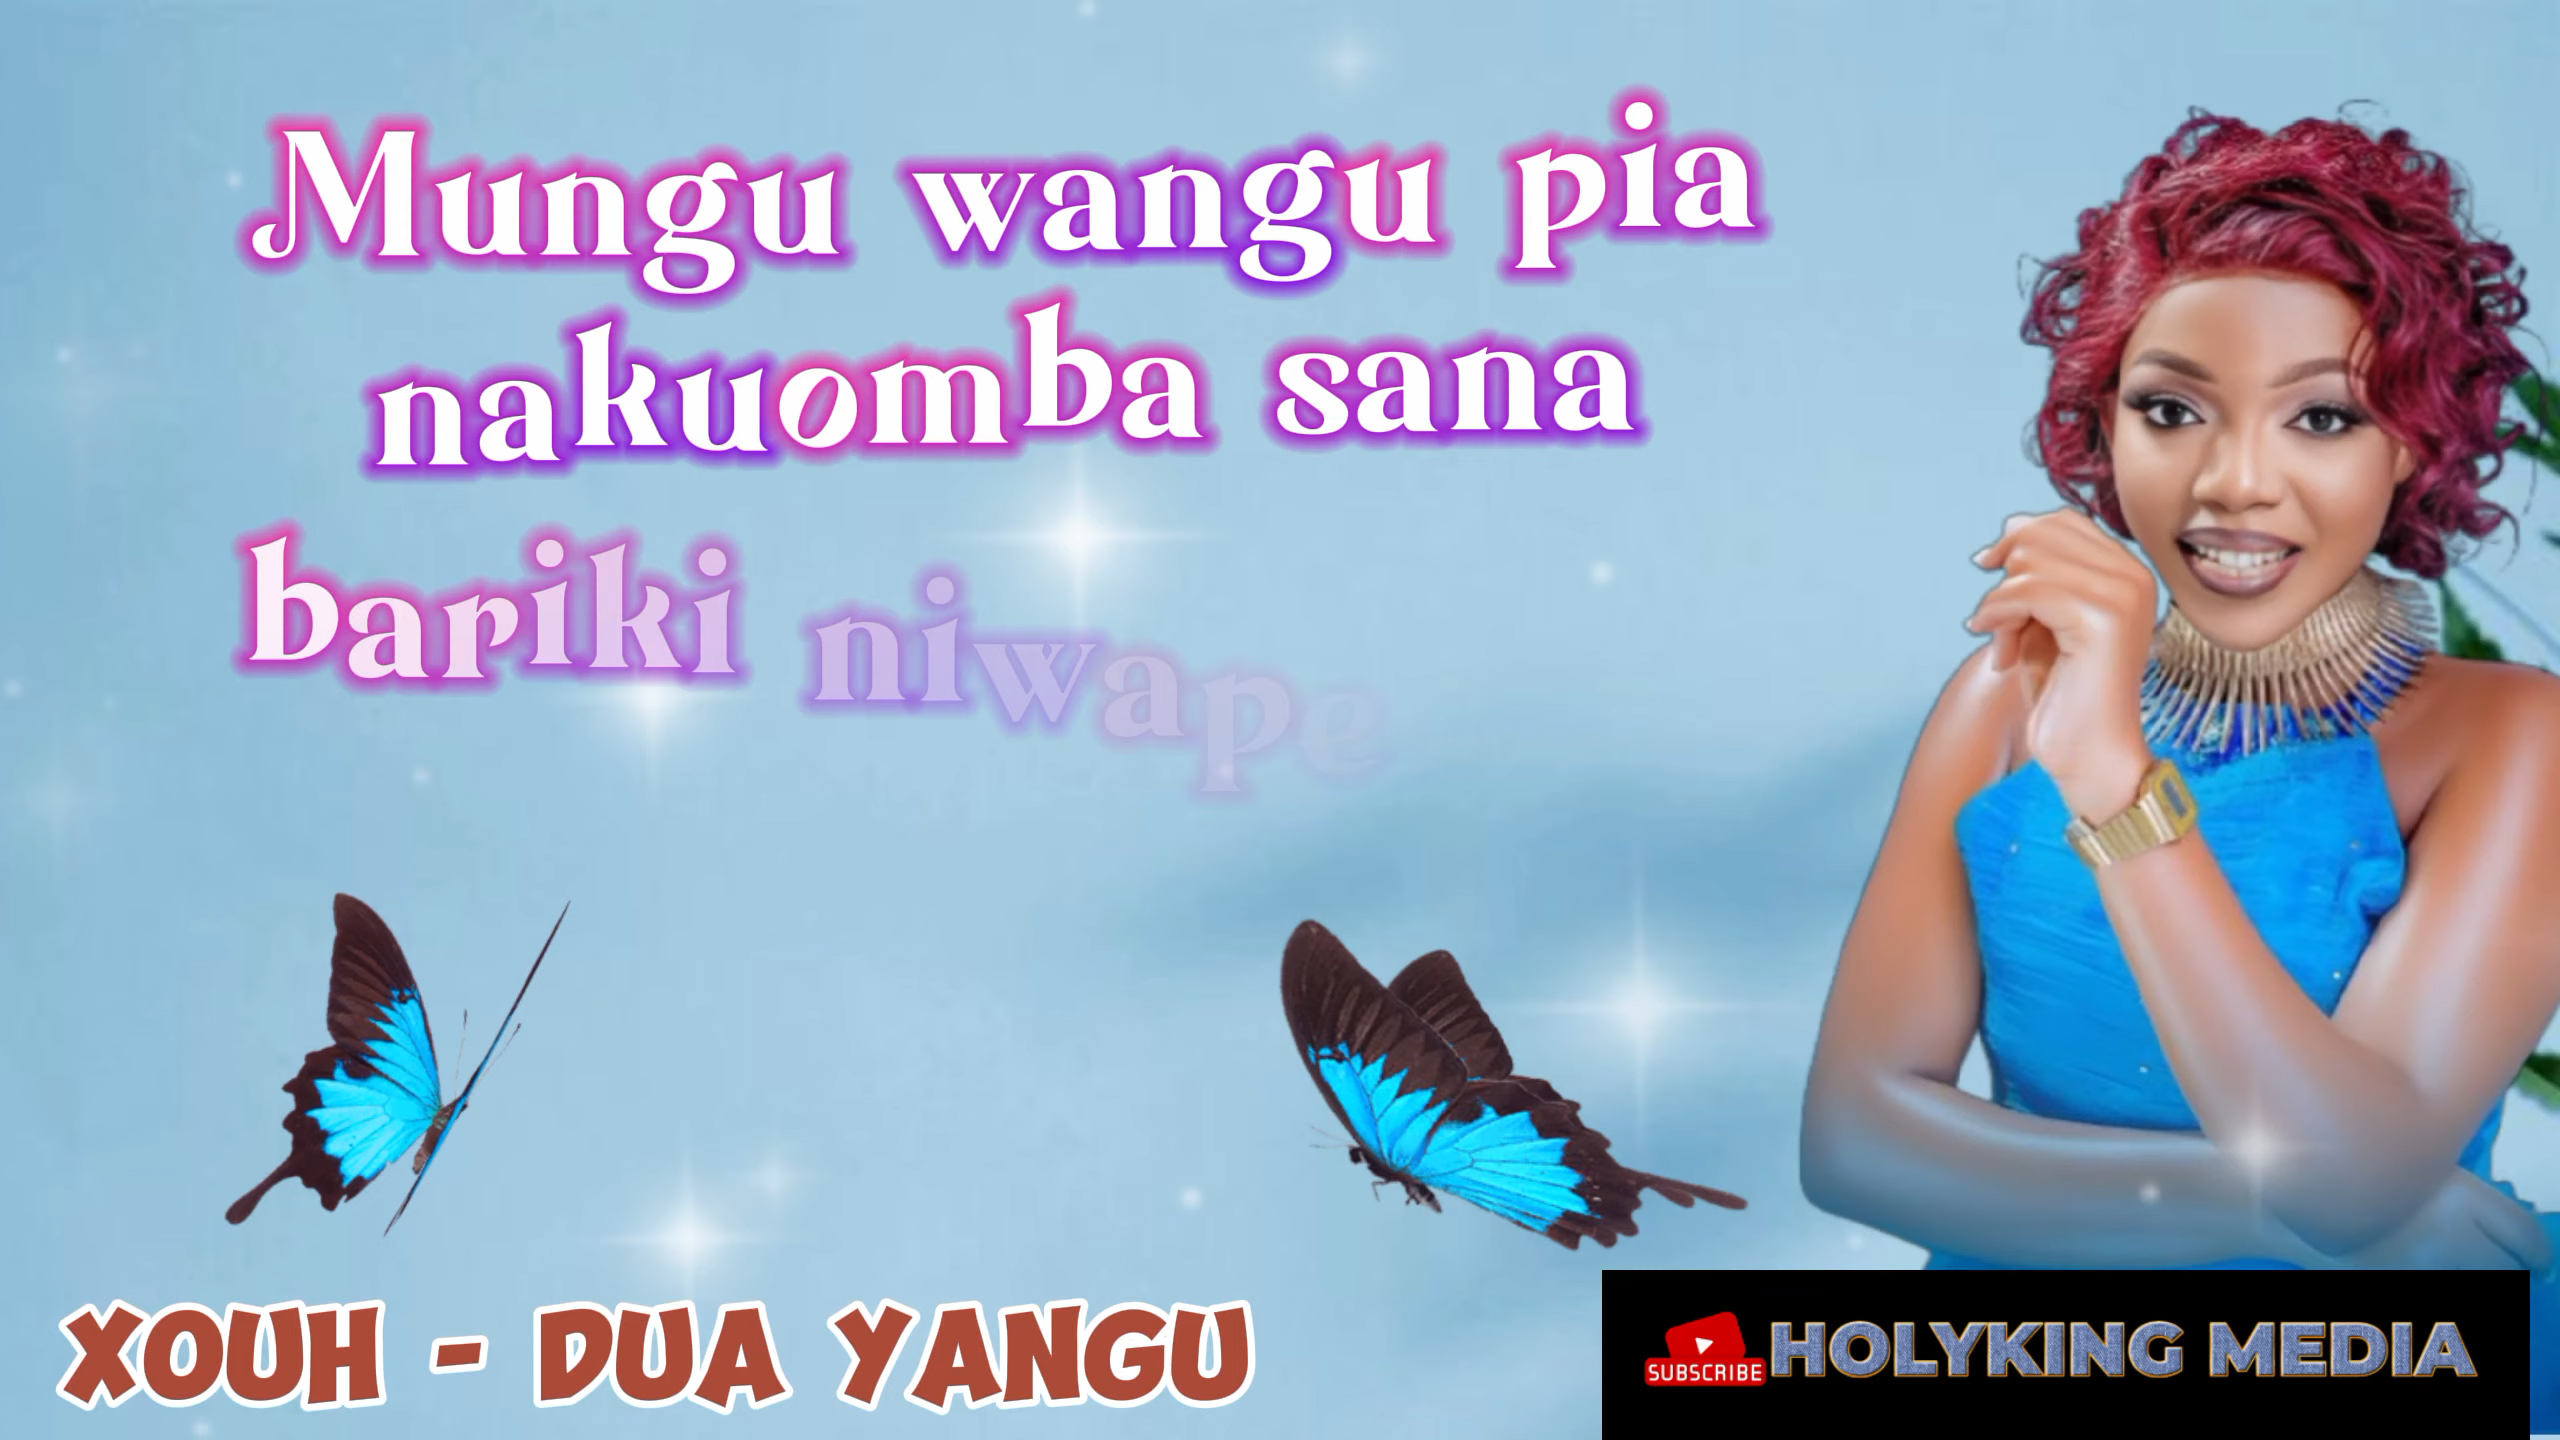 Mungu wangu pia
nakuomba sana
bariki niwape
XOUH - DUA YANGU
SUBSCRIBE HOLYKING MEDIA